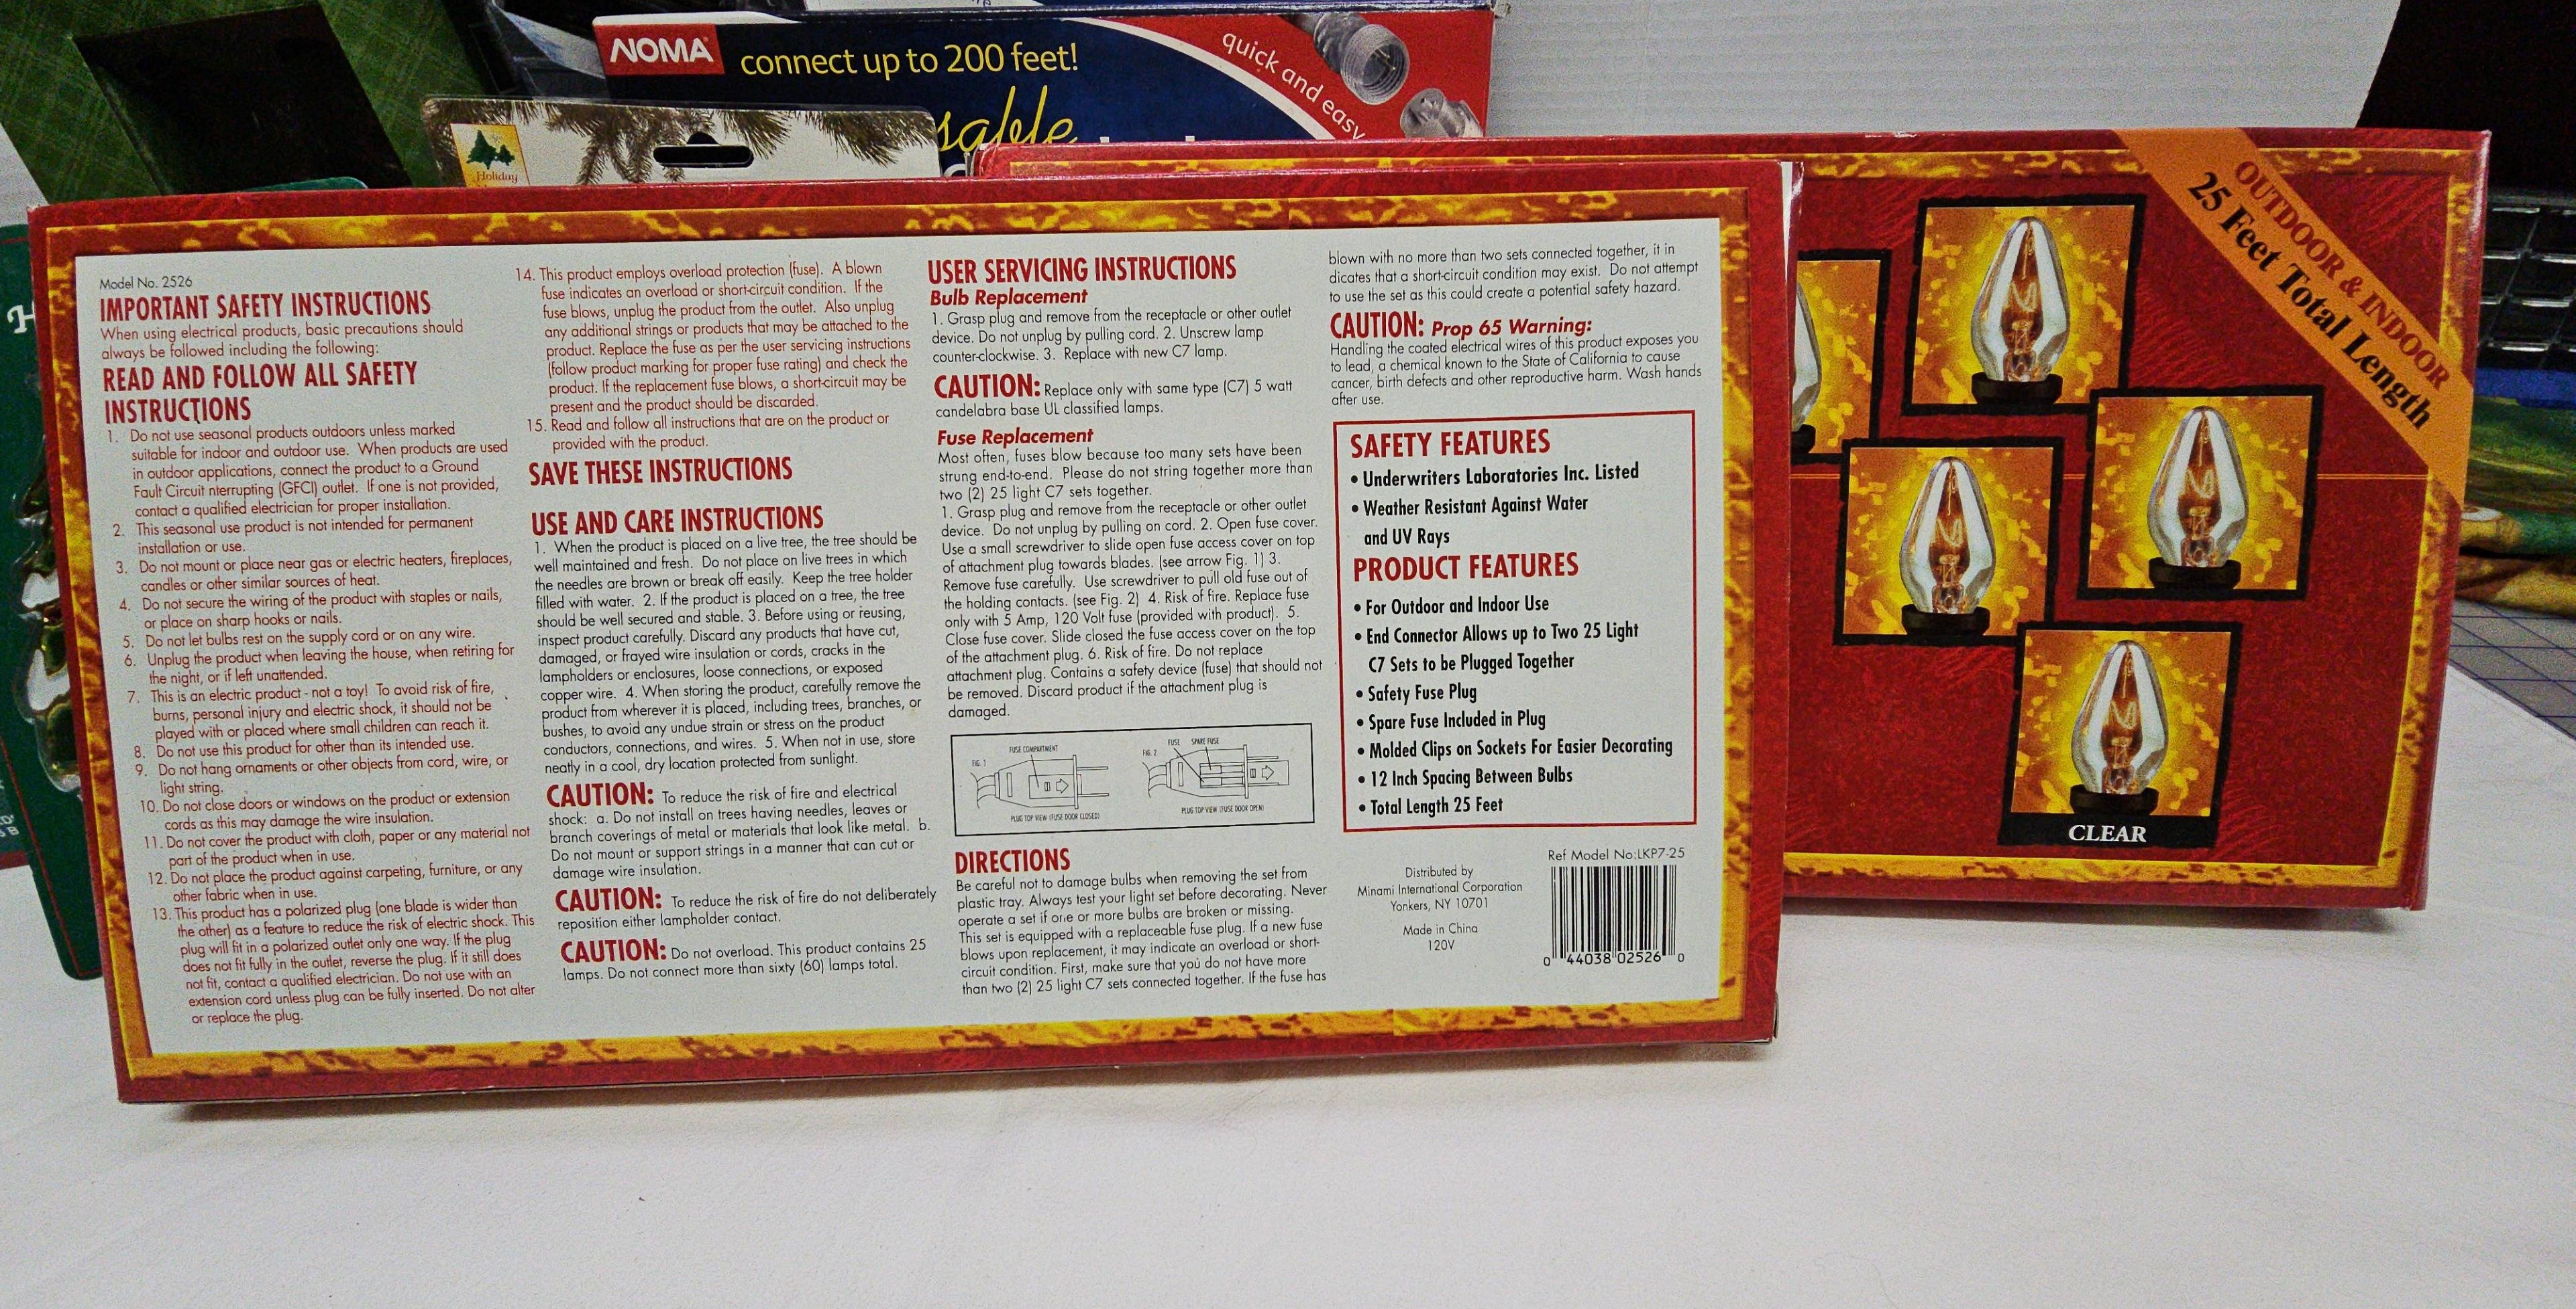 NOMA
connect up to 200 feet!
quick and easy
Holiday
Model No. 2526
IMPORTANT SAFETY INSTRUCTIONS
When using electrical products, basic precautions should
always be followed including the following:
READ AND FOLLOW ALL SAFETY
INSTRUCTIONS
1. Do not use seasonal products outdoors unless marked
suitable for indoor and outdoor use. When products are used
in outdoor applications, connect the product to a Ground
Fault Circuit nterrupting (GFCI) outlet. If one is not provided,
contact a qualified electrician for proper installation.
2. This seasonal use product is not intended for permanent
installation or use.
3. Do not mount or place near gas or electric heaters, fireplaces,
candles or other similar sources of heat.
4. Do not secure the wiring of the product with staples or nails,
or place on sharp hooks or nails.
5. Do not let bulbs rest on the supply cord or on any wire.
6. Unplug the product when leaving the house, when retiring for
the night, or if left unattended.
7. This is an electric product - not a toy! To avoid risk of fire,
burns, personal injury and electric shock, it should not be
played with or placed where small children can reach it.
8. Do not use this product for other than its intended use.
9. Do not hang ornaments or other objects from cord, wire, or
light string.
10. Do not close doors or windows on the product or extension
cords as this may damage the wire insulation.
11. Do not cover the product with cloth, paper or any material not
part of the product when in use.
12. Do not place the product against carpeting, furniture, or any
other fabric when in use.
13. This product has a polarized plug (one blade is wider than
the other) as a feature to reduce the risk of electric shock. This
plug will fit in a polarized outlet only one way. If the plug
does not fit fully in the outlet, reverse the plug. If it still does
not fit, contact a qualified electrician. Do not use with an
extension cord unless plug can be fully inserted. Do not alter
or replace the plug.
14. This product employs overload protection (fuse). A blown
fuse indicates an overload or short-circuit condition. If the
fuse blows, unplug the product from the outlet. Also unplug
any additional strings or products that may be attached to the
product. Replace the fuse as per the user servicing instructions
(follow product marking for proper fuse rating) and check the
product. If the replacement fuse blows, a short-circuit may be
present and the product should be discarded.
15. Read and follow all instructions that are on the product or
provided with the product.
SAVE THESE INSTRUCTIONS
USE AND CARE INSTRUCTIONS
1. When the product is placed on a live tree, the tree should be
well maintained and fresh. Do not place on live trees in which
the needles are brown or break off easily. Keep the tree holder
filled with water. 2. If the product is placed on a tree, the tree
should be well secured and stable. 3. Before using or reusing,
inspect product carefully. Discard any products that have cut,
damaged, or frayed wire insulation or cords, cracks in the
lampholders or enclosures, loose connections, or exposed
copper wire. 4. When storing the product, carefully remove the
product from wherever it is placed, including trees, branches, or
bushes, to avoid any undue strain or stress on the product
conductors, connections, and wires. 5. When not in use, store
neatly in a cool, dry location protected from sunlight.
CAUTION: To reduce the risk of fire and electrical
shock: a. Do not install on trees having needles, leaves or
branch coverings of metal or materials that look like metal. b.
Do not mount or support strings in a manner that can cut or
damage wire insulation.
CAUTION: To reduce the risk of fire do not deliberately
reposition either lampholder contact.
CAUTION: Do not overload. This product contains 25
lamps. Do not connect more than sixty (60) lamps total.
USER SERVICING INSTRUCTIONS
Bulb Replacement
1. Grasp plug and remove from the receptacle or other outlet
device. Do not unplug by pulling cord. 2. Unscrew lamp
counter-clockwise. 3. Replace with new C7 lamp.
CAUTION: Replace only with same type (C7) 5 watt
candelabra base UL classified lamps.
Fuse Replacement
Most often, fuses blow because too many sets have been
strung end-to-end. Please do not string together more than
two (2) 25 light C7 sets together.
1. Grasp plug and remove from the receptacle or other outlet
device. Do not unplug by pulling on cord. 2. Open fuse cover.
Use a small screwdriver to slide open fuse access cover on top
of attachment plug towards blades. (see arrow Fig. 1) 3.
Remove fuse carefully. Use screwdriver to pull old fuse out of
the holding contacts. (see Fig. 2) 4. Risk of fire. Replace fuse
only with 5 Amp, 120 Volt fuse (provided with product). 5.
Close fuse cover. Slide closed the fuse access cover on the top
of the attachment plug. 6. Risk of fire. Do not replace
attachment plug. Contains a safety device (fuse) that should not
be removed. Discard product if the attachment plug is
damaged.
FUSE COMPARTMENT
FIG. 1
PLUG TOP VIEW (FUSE DOOR CLOSED)
FUSE SPARE FUSE
FIG. 2
PLUG TOP VIEW (FUSE DOOR OPEN)
DIRECTIONS
Be careful not to damage bulbs when removing the set from
plastic tray. Always test your light set before decorating. Never
operate a set if one or more bulbs are broken or missing.
This set is equipped with a replaceable fuse plug. If a new fuse
blows upon replacement, it may indicate an overload or short-
circuit condition. First, make sure that you do not have more
than two (2) 25 light C7 sets connected together. If the fuse has
blown with no more than two sets connected together, it in
dicates that a short-circuit condition may exist. Do not attempt
to use the set as this could create a potential safety hazard.
CAUTION: Prop 65 Warning:
Handling the coated electrical wires of this product exposes you
to lead, a chemical known to the State of California to cause
cancer, birth defects and other reproductive harm. Wash hands
after use.
SAFETY FEATURES
• Underwriters Laboratories Inc. Listed
• Weather Resistant Against Water
and UV Rays
PRODUCT FEATURES
• For Outdoor and Indoor Use
• End Connector Allows up to Two 25 Light
C7 Sets to be Plugged Together
• Safety Fuse Plug
• Spare Fuse Included in Plug
• Molded Clips on Sockets For Easier Decorating
• 12 Inch Spacing Between Bulbs
• Total Length 25 Feet
Distributed by
Minami International Corporation
Yonkers, NY 10701
Made in China
120V
Ref Model No:LKP7-25
0 44038 02526 0
OUTDOOR & INDOOR
25 Feet Total Length
CLEAR